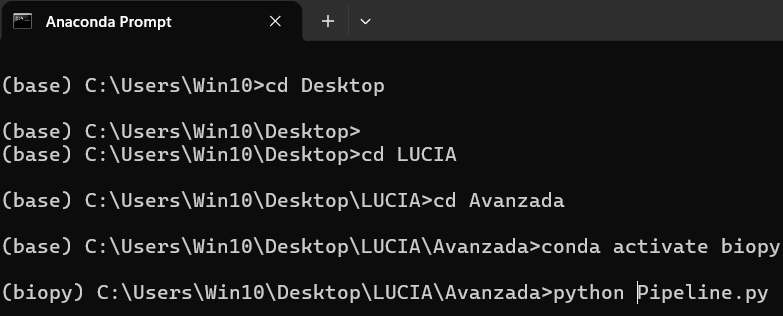 Anaconda Prompt
(base) C:\Users\Win10>cd Desktop
(base) C:\Users\Win10\Desktop>
(base) C:\Users\Win10\Desktop>cd LUCIA
(base) C:\Users\Win10\Desktop\LUCIA>cd Avanzada
(base) C:\Users\Win10\Desktop\LUCIA\Avanzada>conda activate biopy
(biopy) C:\Users\Win10\Desktop\LUCIA\Avanzada>python Pipeline.py